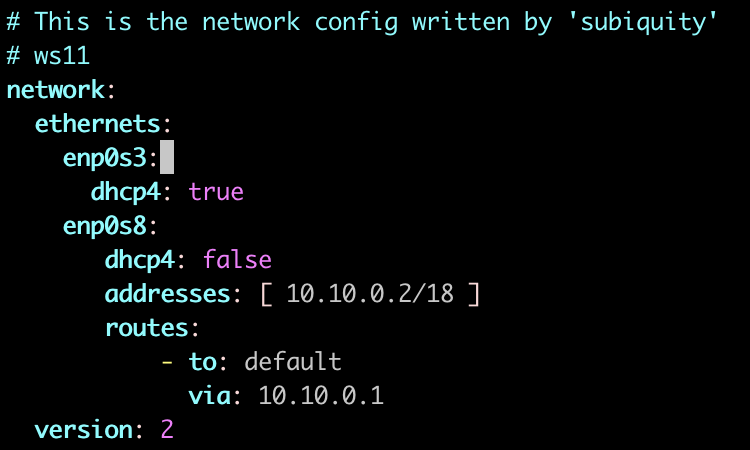 # This is the network config written by 'subiquity'
# ws11
network:
  ethernets:
    enp0s3:
      dhcp4: true
    enp0s8:
       dhcp4: false
       addresses: [ 10.10.0.2/18 ]
       routes:
           - to: default
             via: 10.10.0.1
  version: 2